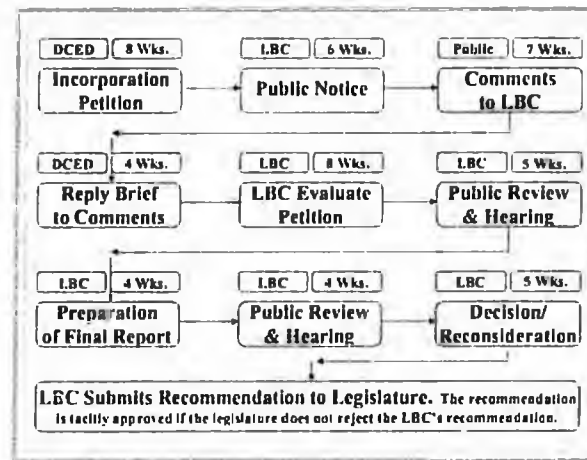 DCED 8 Wks. LBC 6 Wks. Public 7 Wks.
Incorporation Petition
Public Notice
Comments to LBC
DCED 4 Wks. LBC 8 Wks. LBC 5 Wks.
Reply Brief to Comments
LBC Evaluate Petition
Public Review & Hearing
LBC 4 Wks. LBC 4 Wks. LBC 5 Wks.
Preparation of Final Report
Public Review & Hearing
Decision/ Reconsideration
LBC Submits Recommendation to Legislature. The recommendation
is tacitly approved if the legislature does not reject the LBC's recommendation.